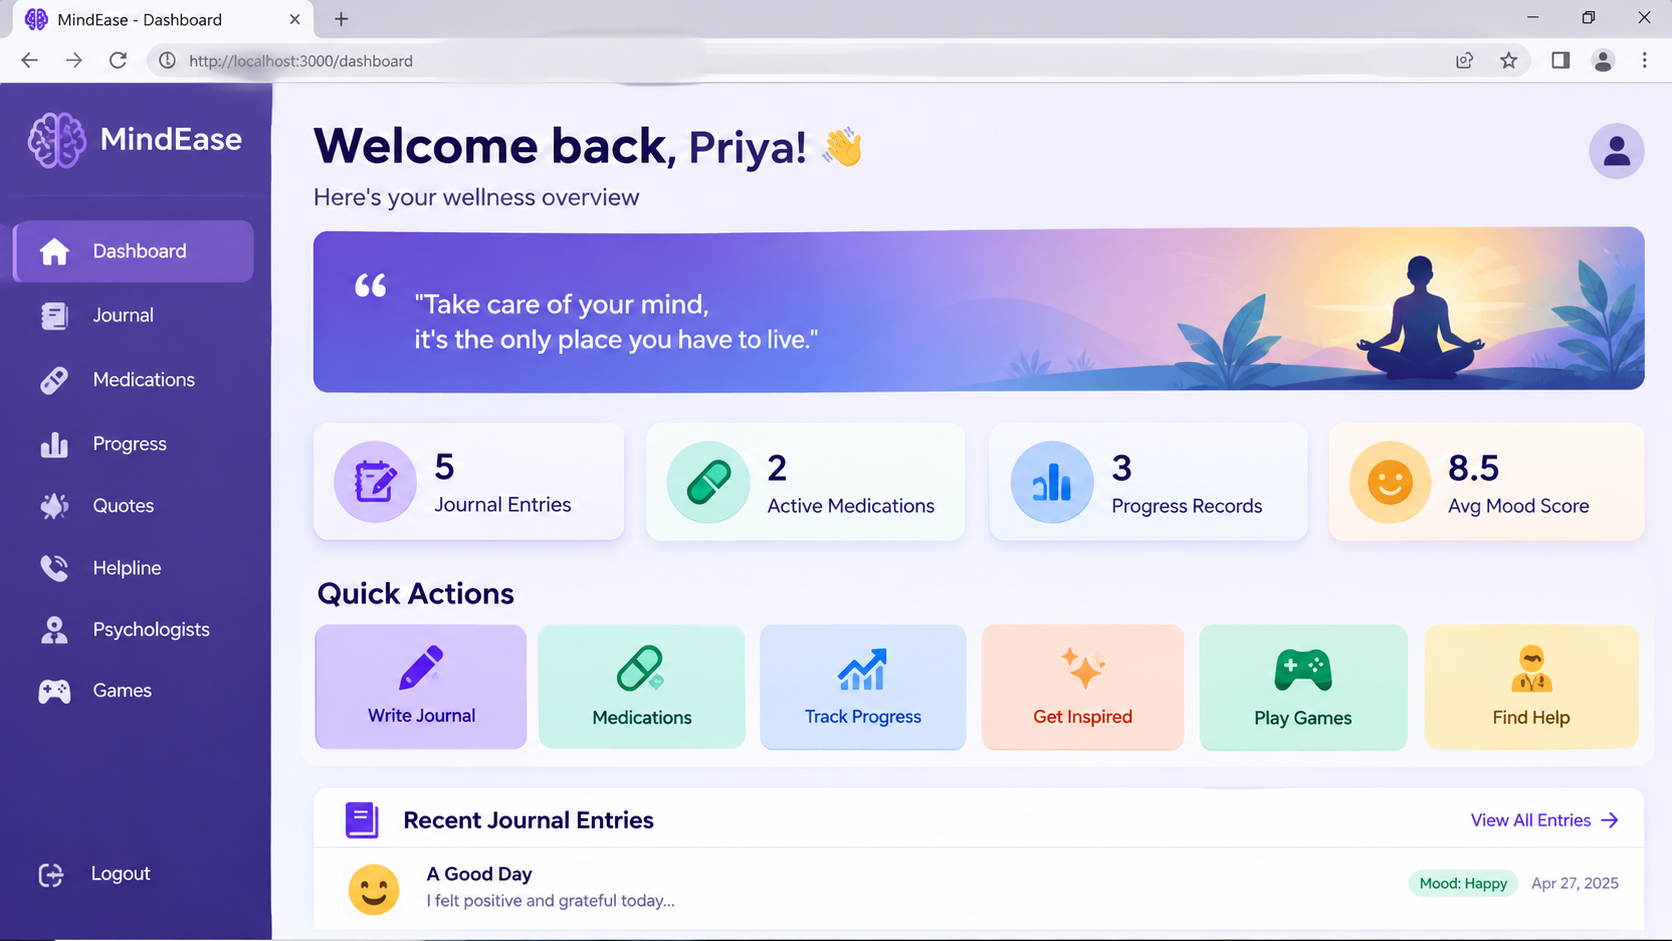 MindEase - Dashboard
http://localhost:3000/dashboard
MindEase
Dashboard
Journal
Medications
Progress
Quotes
Helpline
Psychologists
Games
Logout
Welcome back, Priya! 👋
Here's your wellness overview
“
"Take care of your mind,
it's the only place you have to live."
5
Journal Entries
2
Active Medications
3
Progress Records
8.5
Avg Mood Score
Quick Actions
Write Journal
Medications
Track Progress
Get Inspired
Play Games
Find Help
Recent Journal Entries
View All Entries →
A Good Day
I felt positive and grateful today...
Mood: Happy
Apr 27, 2025